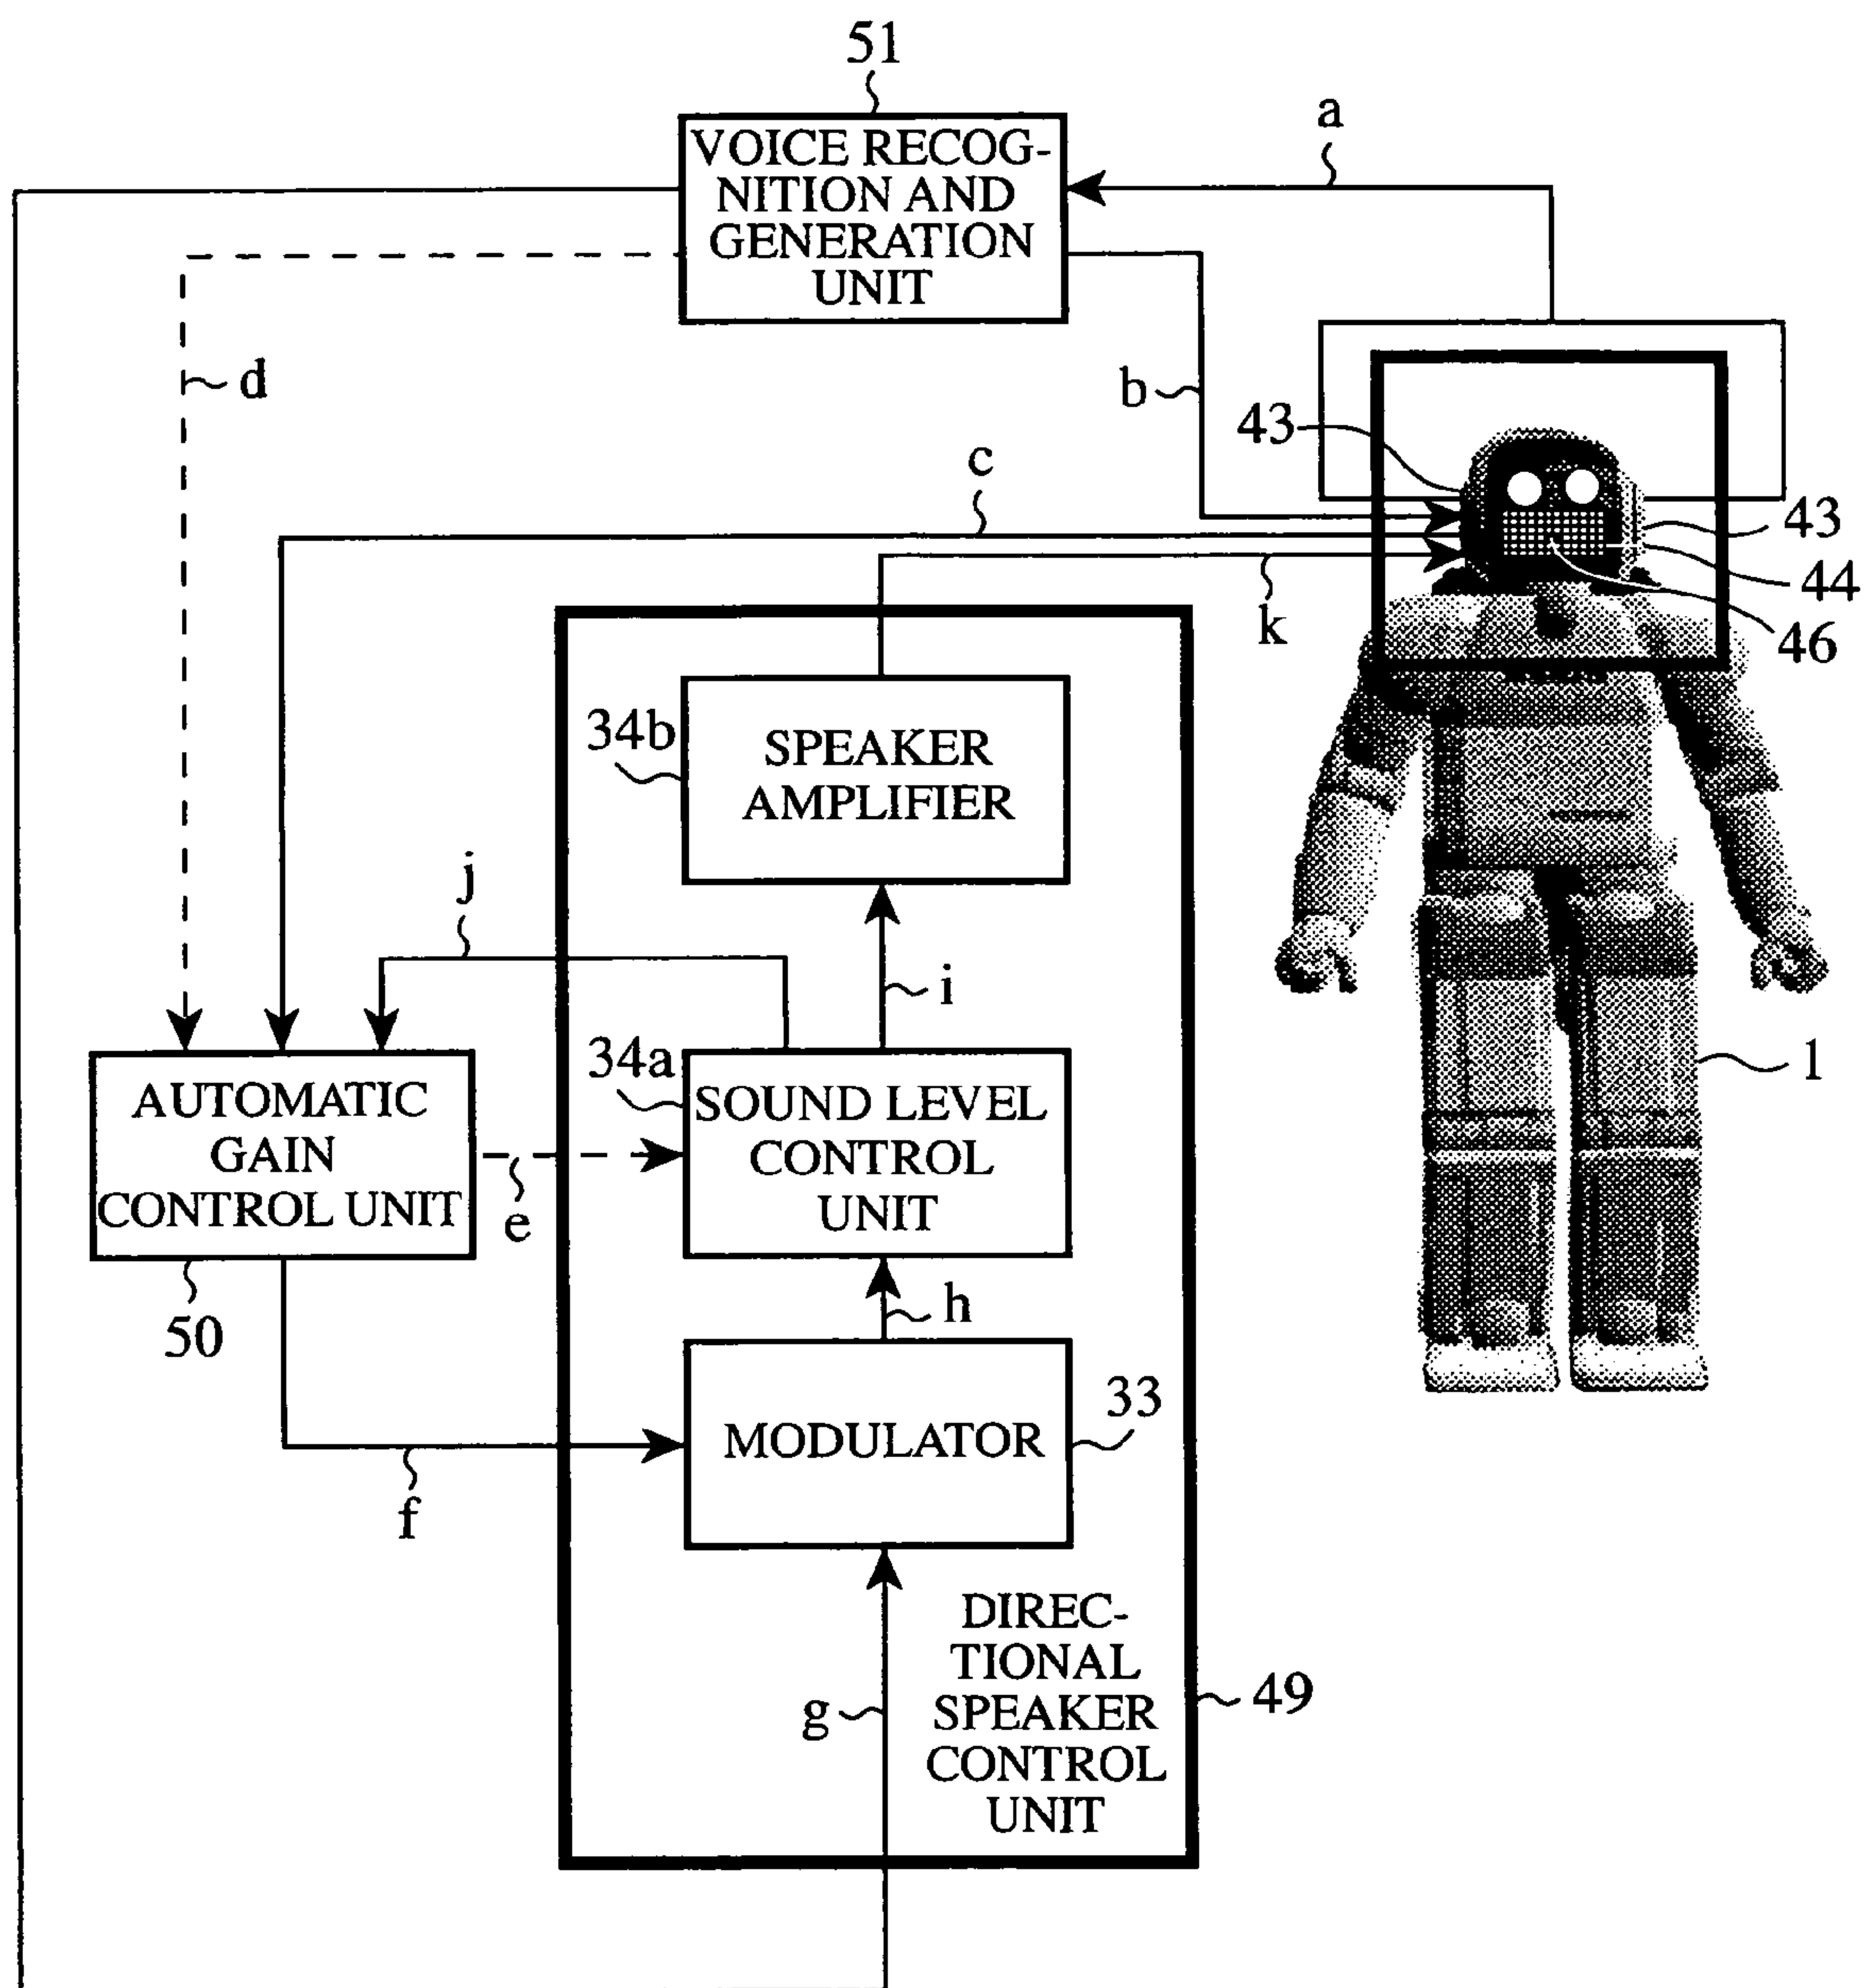 51
VOICE RECOG-
NITION AND
GENERATION
UNIT
a
b
d
43
c
43
44
46
k
34b
SPEAKER
AMPLIFIER
j
i
34a
SOUND LEVEL
CONTROL
UNIT
1
AUTOMATIC
GAIN
CONTROL UNIT
e
50
h
33
MODULATOR
f
DIREC-
TIONAL
SPEAKER
CONTROL
UNIT
49
g